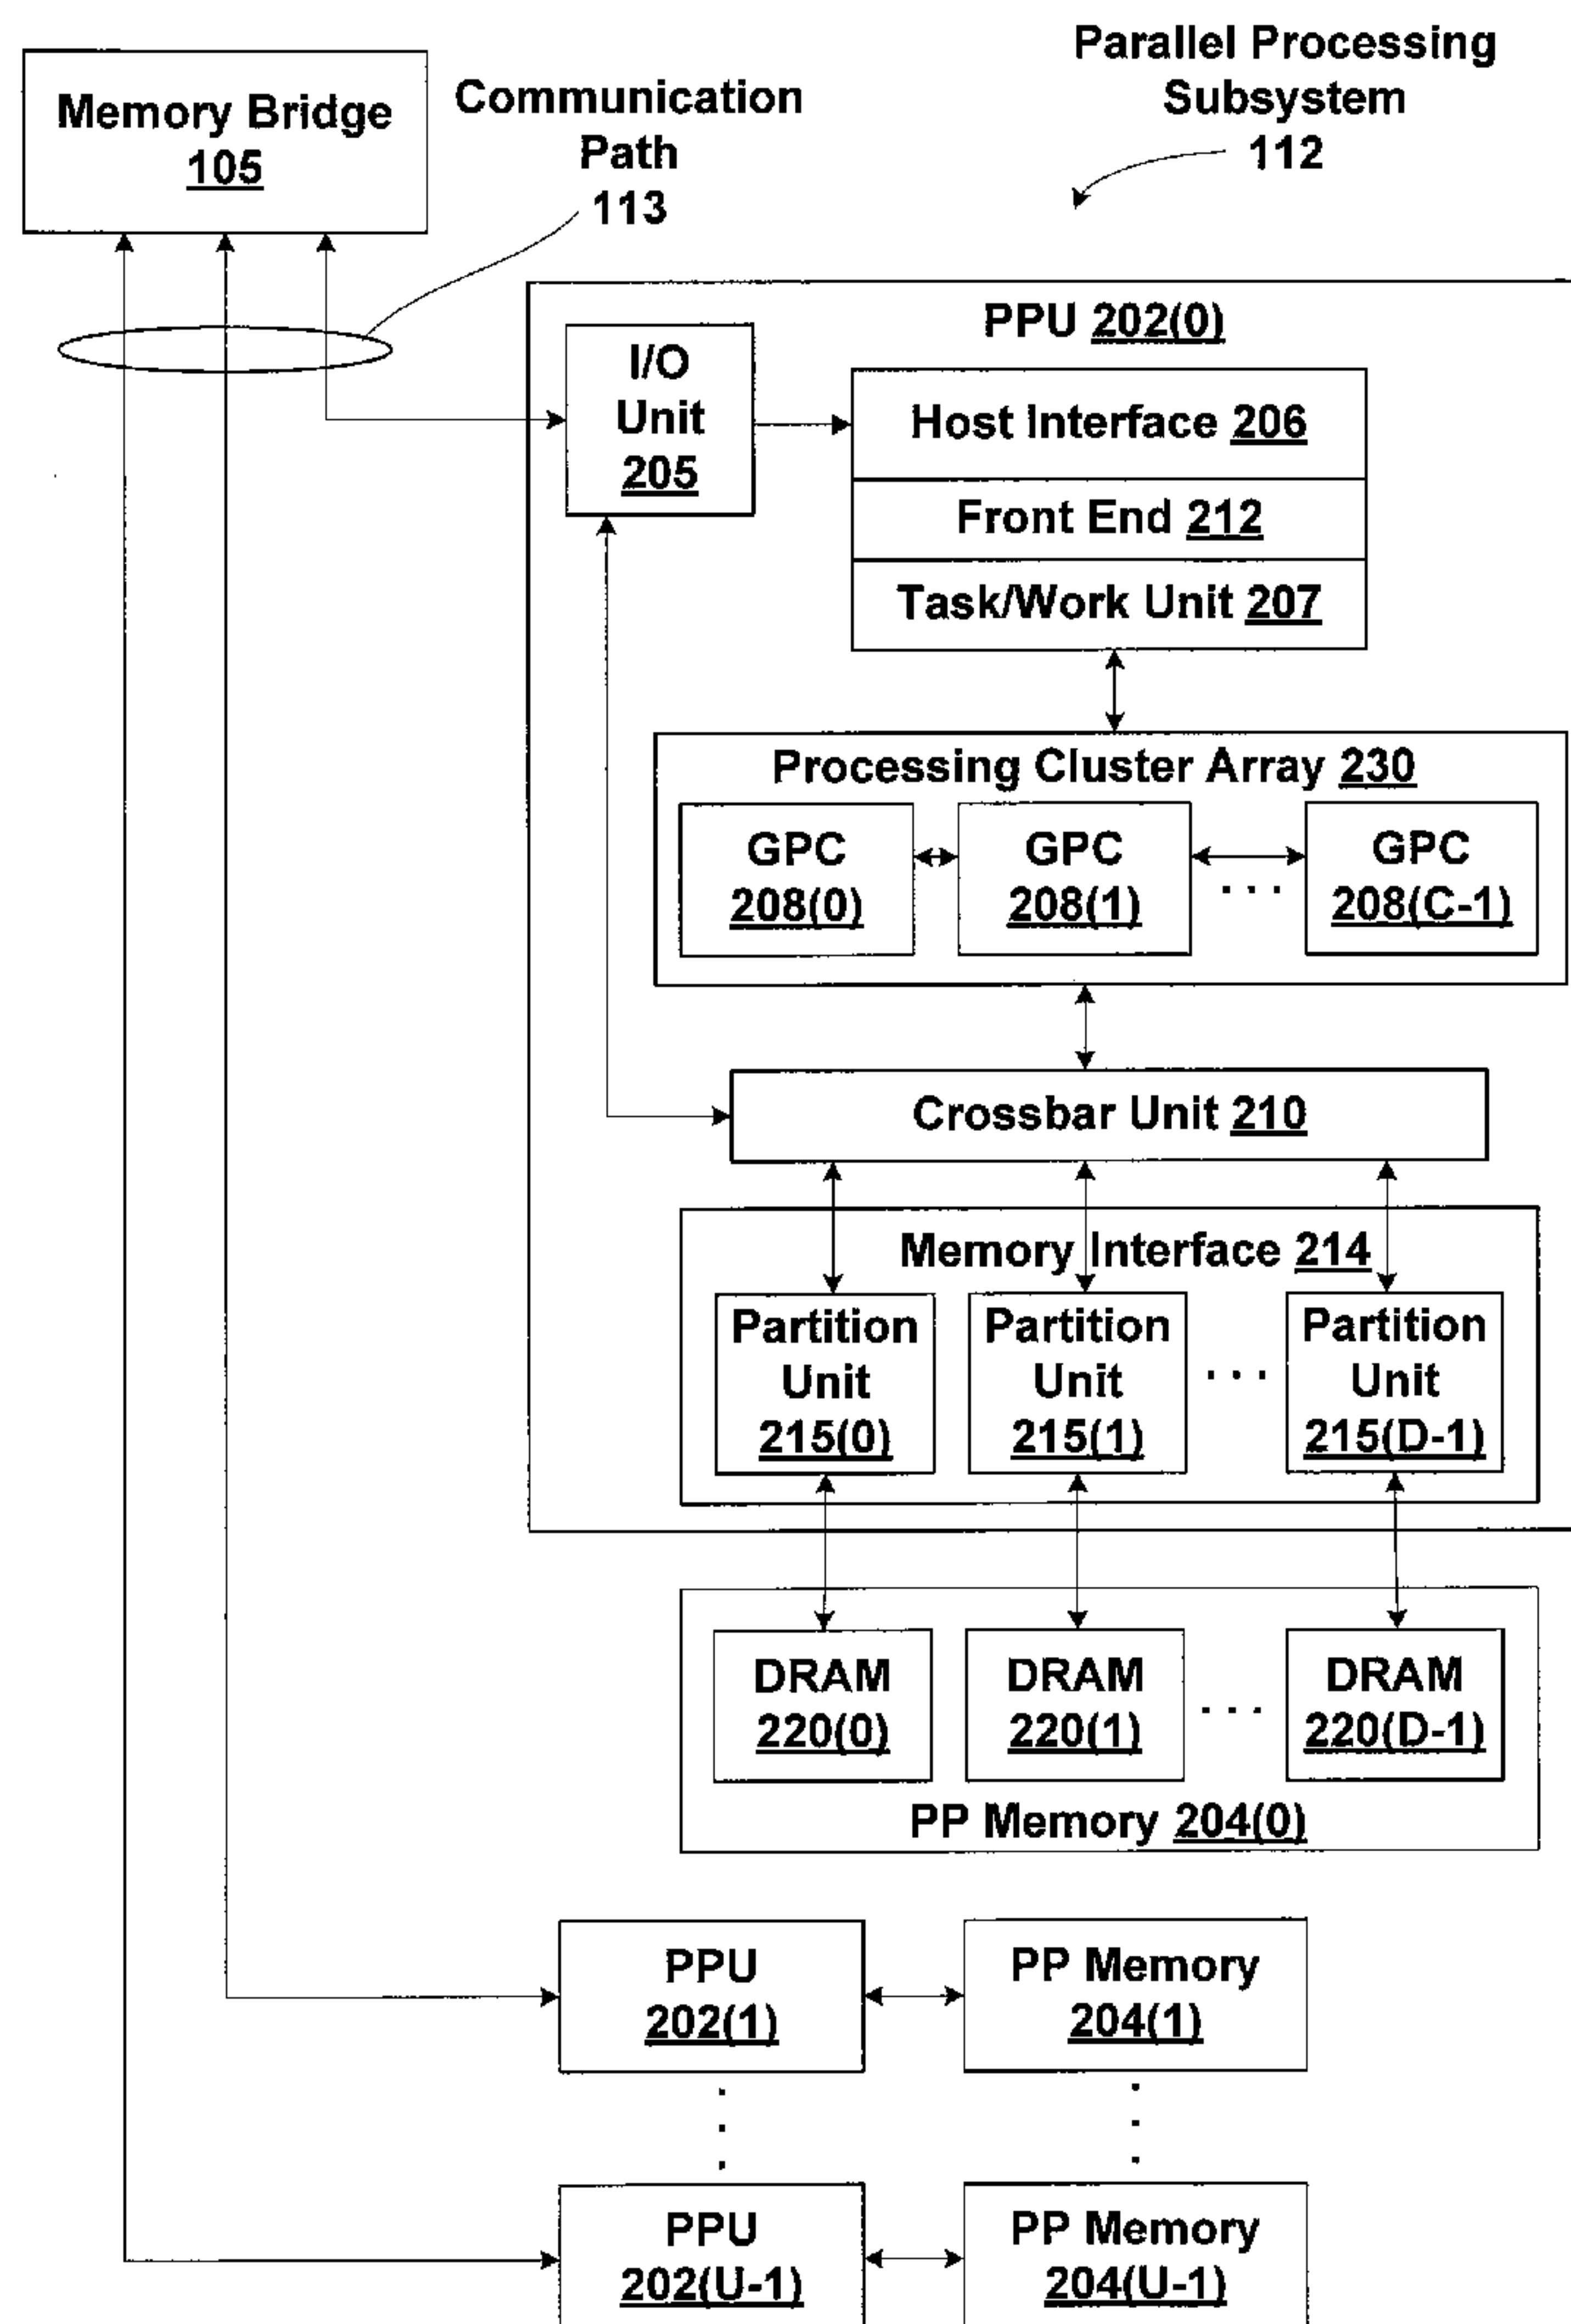 Parallel Processing
Subsystem
112
Memory Bridge
105
Communication
Path
113
PPU 202(0)
I/O
Unit
205
Host Interface 206
Front End 212
Task/Work Unit 207
Processing Cluster Array 230
GPC
208(0)
GPC
208(1)
. . .
GPC
208(C-1)
Crossbar Unit 210
Memory Interface 214
Partition
Unit
215(0)
Partition
Unit
215(1)
. . .
Partition
Unit
215(D-1)
DRAM
220(0)
DRAM
220(1)
. . .
DRAM
220(D-1)
PP Memory 204(0)
PPU
202(1)
PP Memory
204(1)
PPU
202(U-1)
PP Memory
204(U-1)